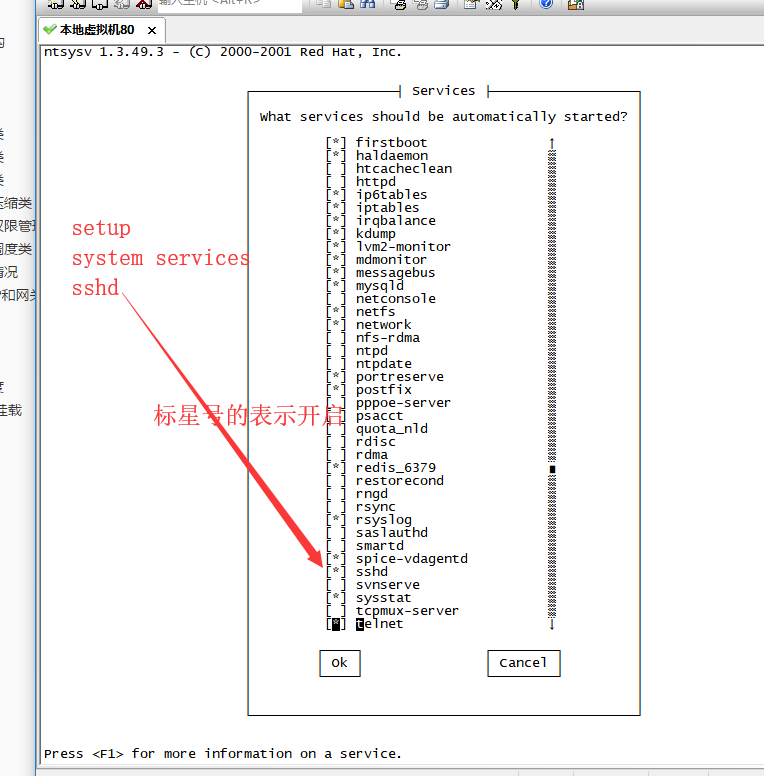 输入主机 <Alt+R>
本地虚拟机80 ×
ntsysv 1.3.49.3 - (C) 2000-2001 Red Hat, Inc.
Services
What services should be automatically started?
[*] firstboot
[*] haldaemon
[ ] htcacheclean
[ ] httpd
[*] ip6tables
[*] iptables
[*] irqbalance
[*] kdump
[*] lvm2-monitor
[*] mdmonitor
[*] messagebus
[*] mysqld
[ ] netconsole
[*] netfs
[*] network
[ ] nfs-rdma
[ ] ntpd
[ ] ntpdate
[*] portreserve
[*] postfix
[ ] pppoe-server
[ ] psacct
[ ] quota_nld
[ ] rdisc
[ ] rdma
[*] redis_6379
[ ] restorecond
[ ] rngd
[ ] rsync
[*] rsyslog
[ ] saslauthd
[ ] smartd
[*] spice-vdagentd
[*] sshd
[ ] svnserve
[*] sysstat
[ ] tcpmux-server
[*] telnet
Ok
Cancel
Press <F1> for more information on a service.
setup
system services
sshd
标星号的表示开启
类
类
类
压缩类
权限管理
调度类
情况
和网关
度
挂载